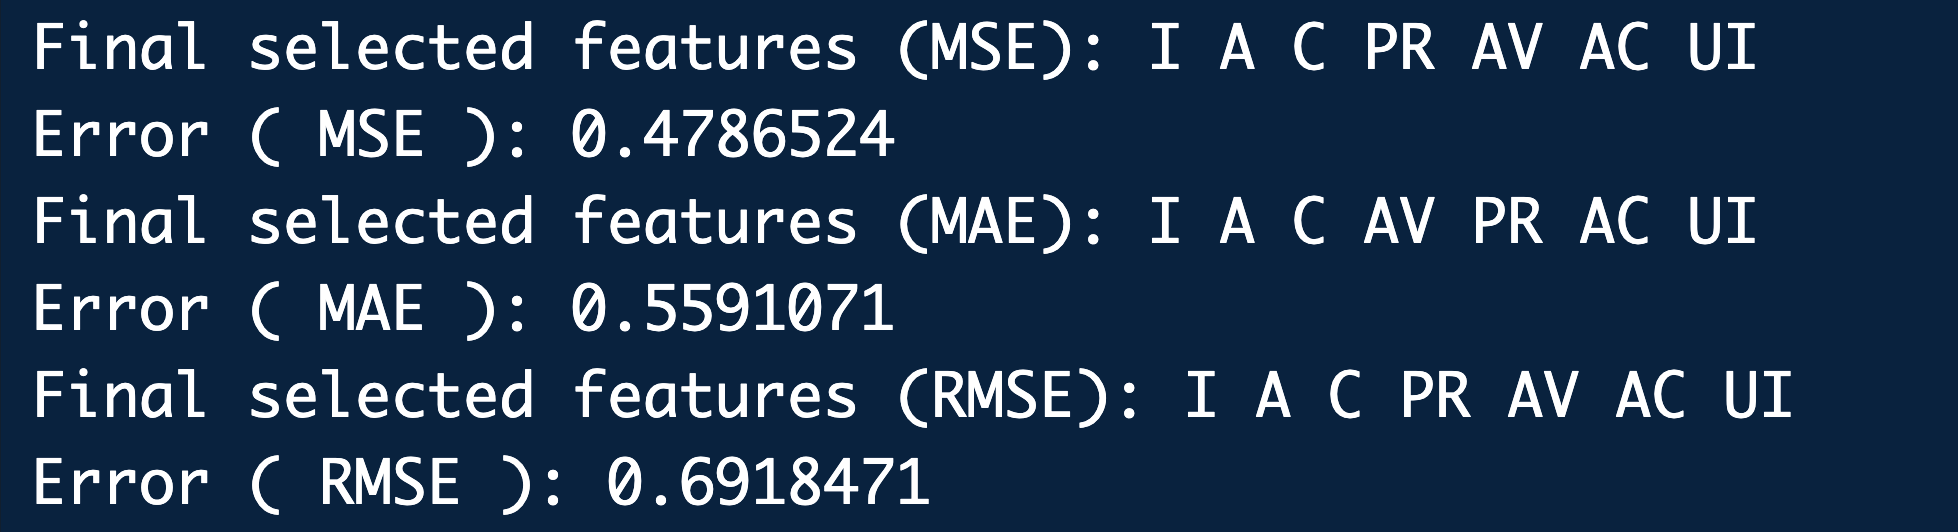 Final selected features (MSE): I A C PR AV AC UI
Error ( MSE ): 0.4786524
Final selected features (MAE): I A C AV PR AC UI
Error ( MAE ): 0.5591071
Final selected features (RMSE): I A C PR AV AC UI
Error ( RMSE ): 0.6918471